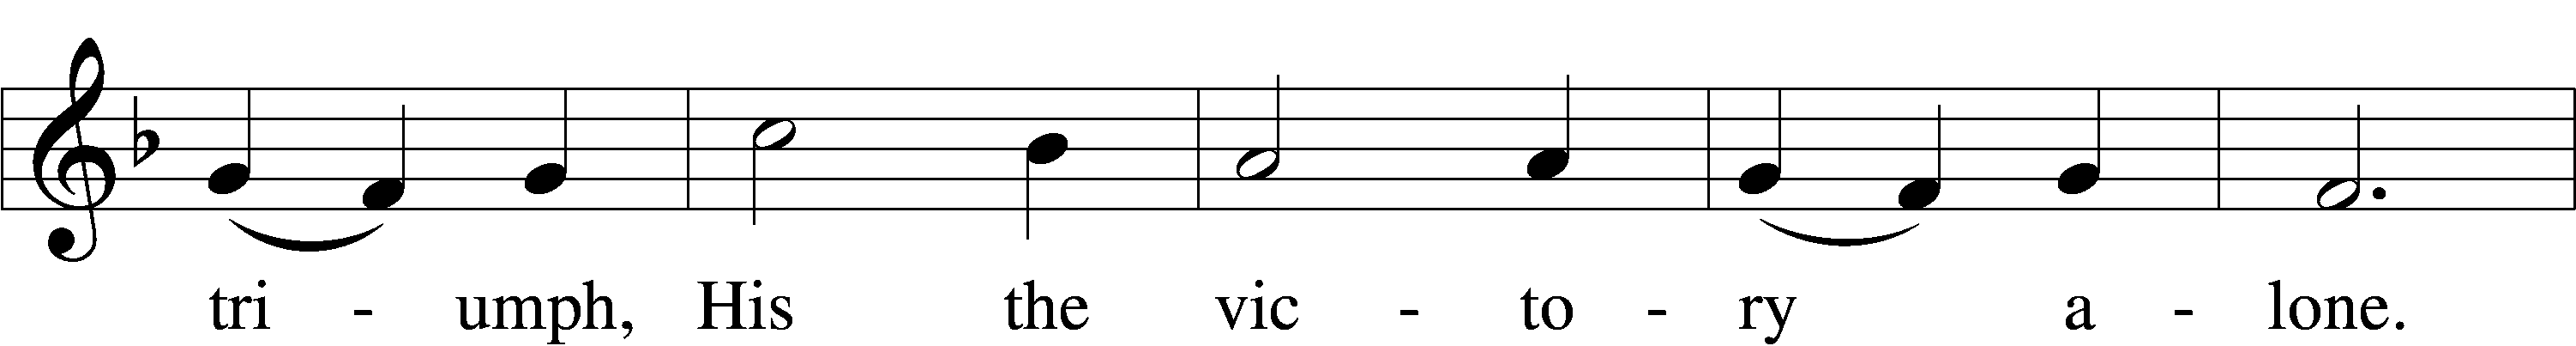 tri - umph, His the vic - to - ry a - lone.